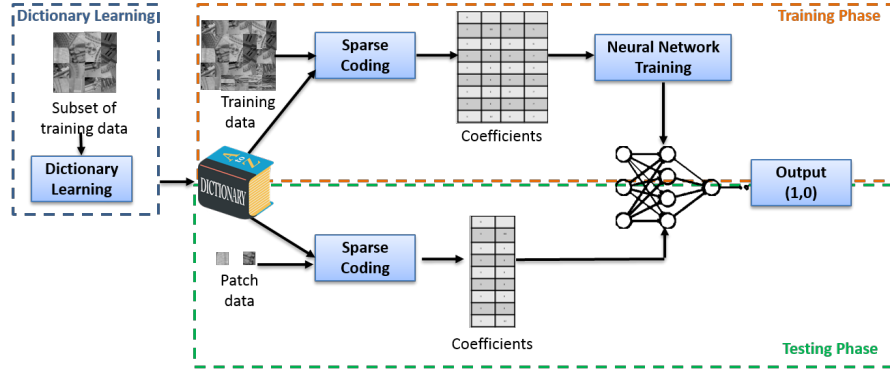 Dictionary Learning
Subset of
training data
Dictionary
Learning
Training Phase
Training
data
Sparse
Coding
Coefficients
Neural Network
Training
A to Z
DICTIONARY
Output
(1,0)
Patch
data
Sparse
Coding
Coefficients
Testing Phase